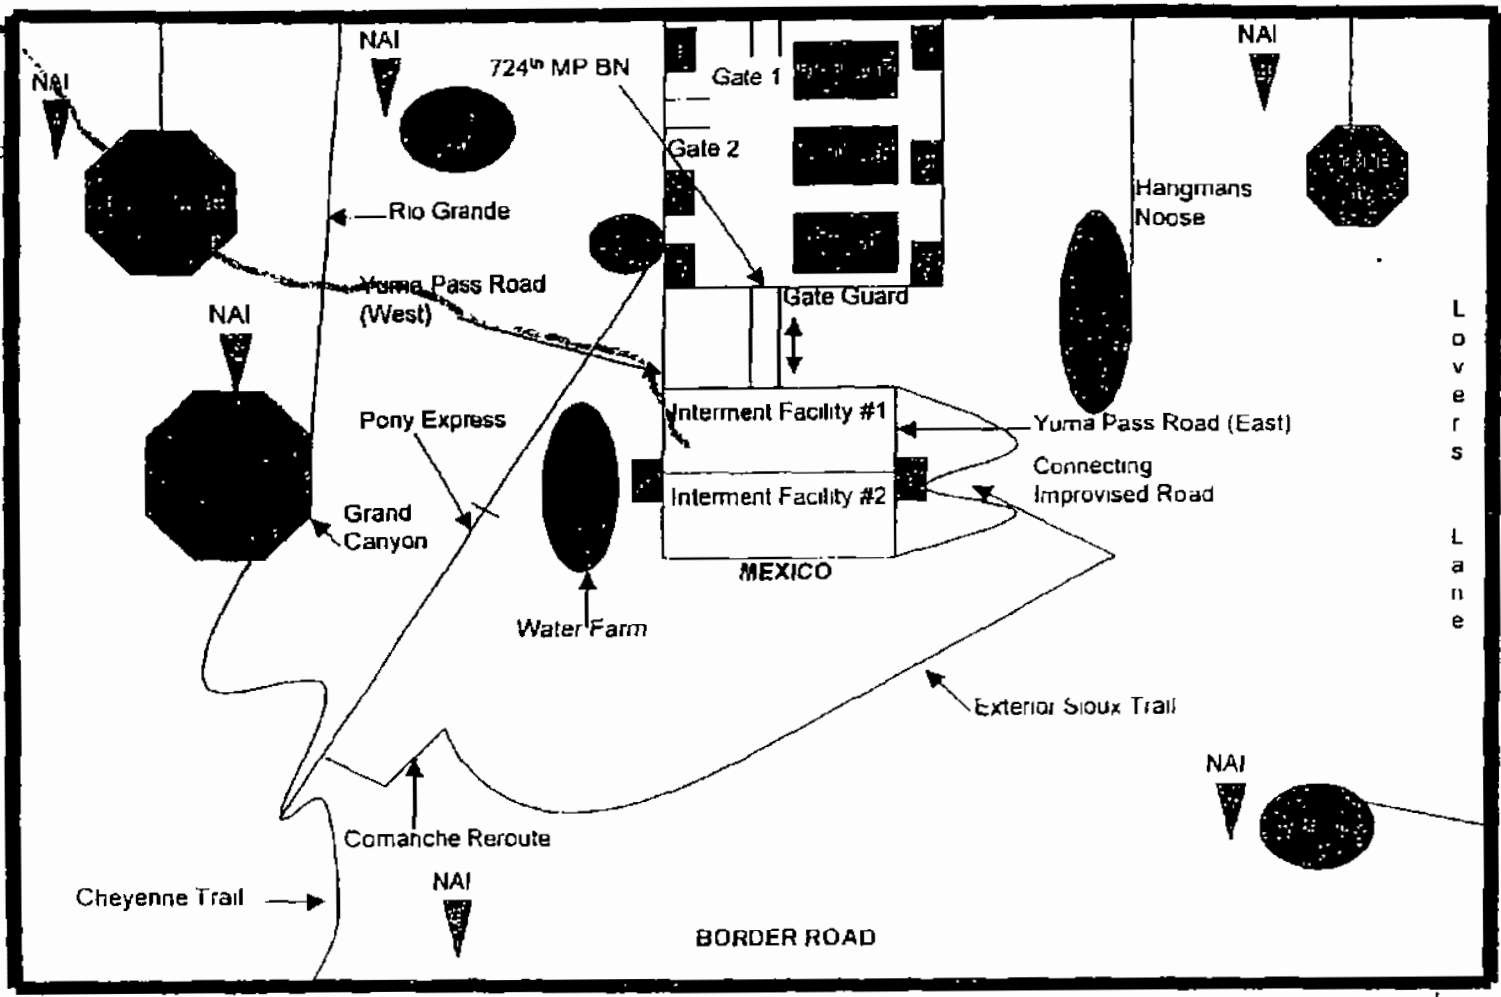 NAI
NAI
724th MP BN
Gate 1
NAI
Gate 2
Rio Grande
Hangmans
Noose
Yuma Pass Road
(West)
Gate Guard
NAI
Lovers
Lane
Pony Express
Interment Facility #1
Yuma Pass Road (East)
Connecting
Improvised Road
Interment Facility #2
Grand
Canyon
MEXICO
Water Farm
Exterior Sioux Trail
NAI
Comanche Reroute
NAI
Cheyenne Trail
BORDER ROAD